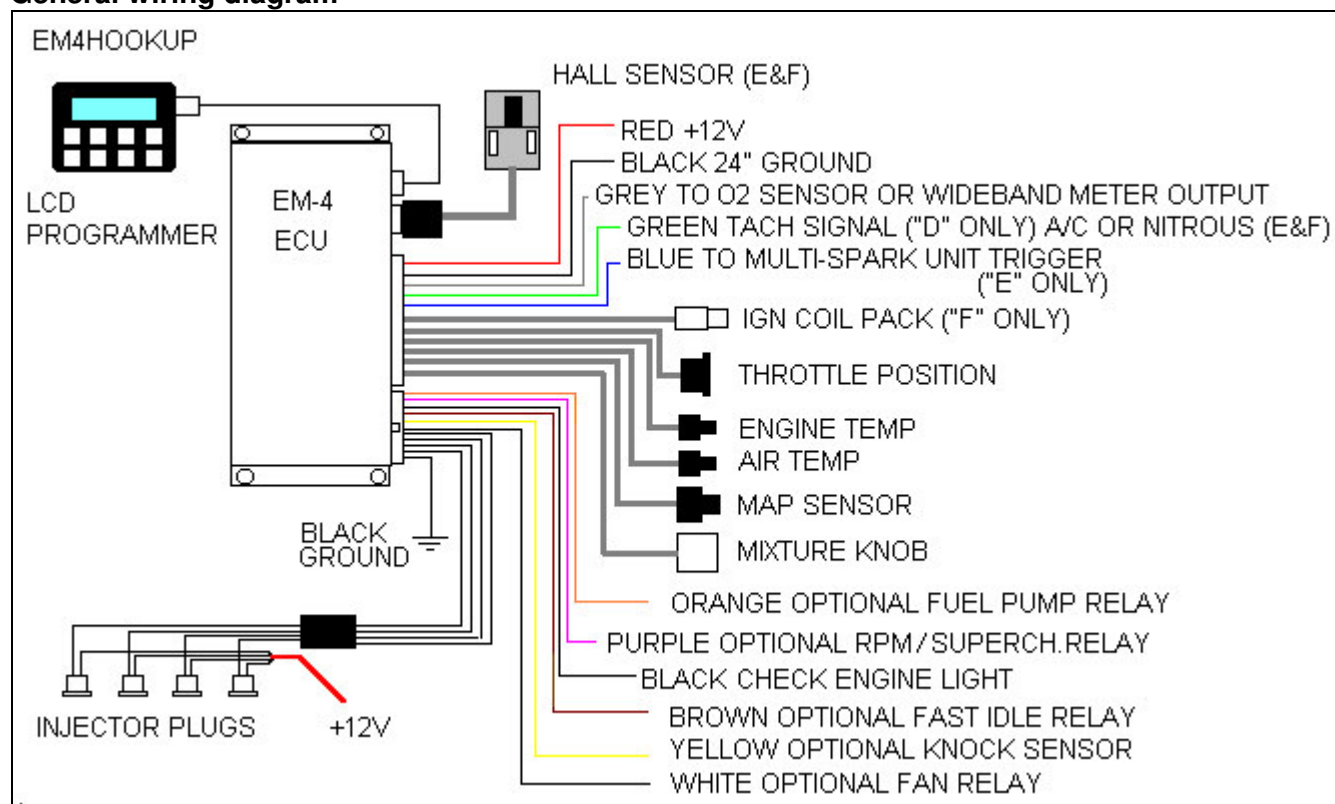 General wiring diagram
EM4HOOKUP
HALL SENSOR (E&F)
RED +12V
BLACK 24" GROUND
GREY TO O2 SENSOR OR WIDEBAND METER OUTPUT
GREEN TACH SIGNAL ("D" ONLY) A/C OR NITROUS (E&F)
BLUE TO MULTI-SPARK UNIT TRIGGER
("E" ONLY)
LCD
PROGRAMMER
EM-4
ECU
IGN COIL PACK ("F" ONLY)
THROTTLE POSITION
ENGINE TEMP
AIR TEMP
MAP SENSOR
MIXTURE KNOB
BLACK
GROUND
ORANGE OPTIONAL FUEL PUMP RELAY
PURPLE OPTIONAL RPM/SUPERCH.RELAY
BLACK CHECK ENGINE LIGHT
BROWN OPTIONAL FAST IDLE RELAY
YELLOW OPTIONAL KNOCK SENSOR
WHITE OPTIONAL FAN RELAY
INJECTOR PLUGS
+12V